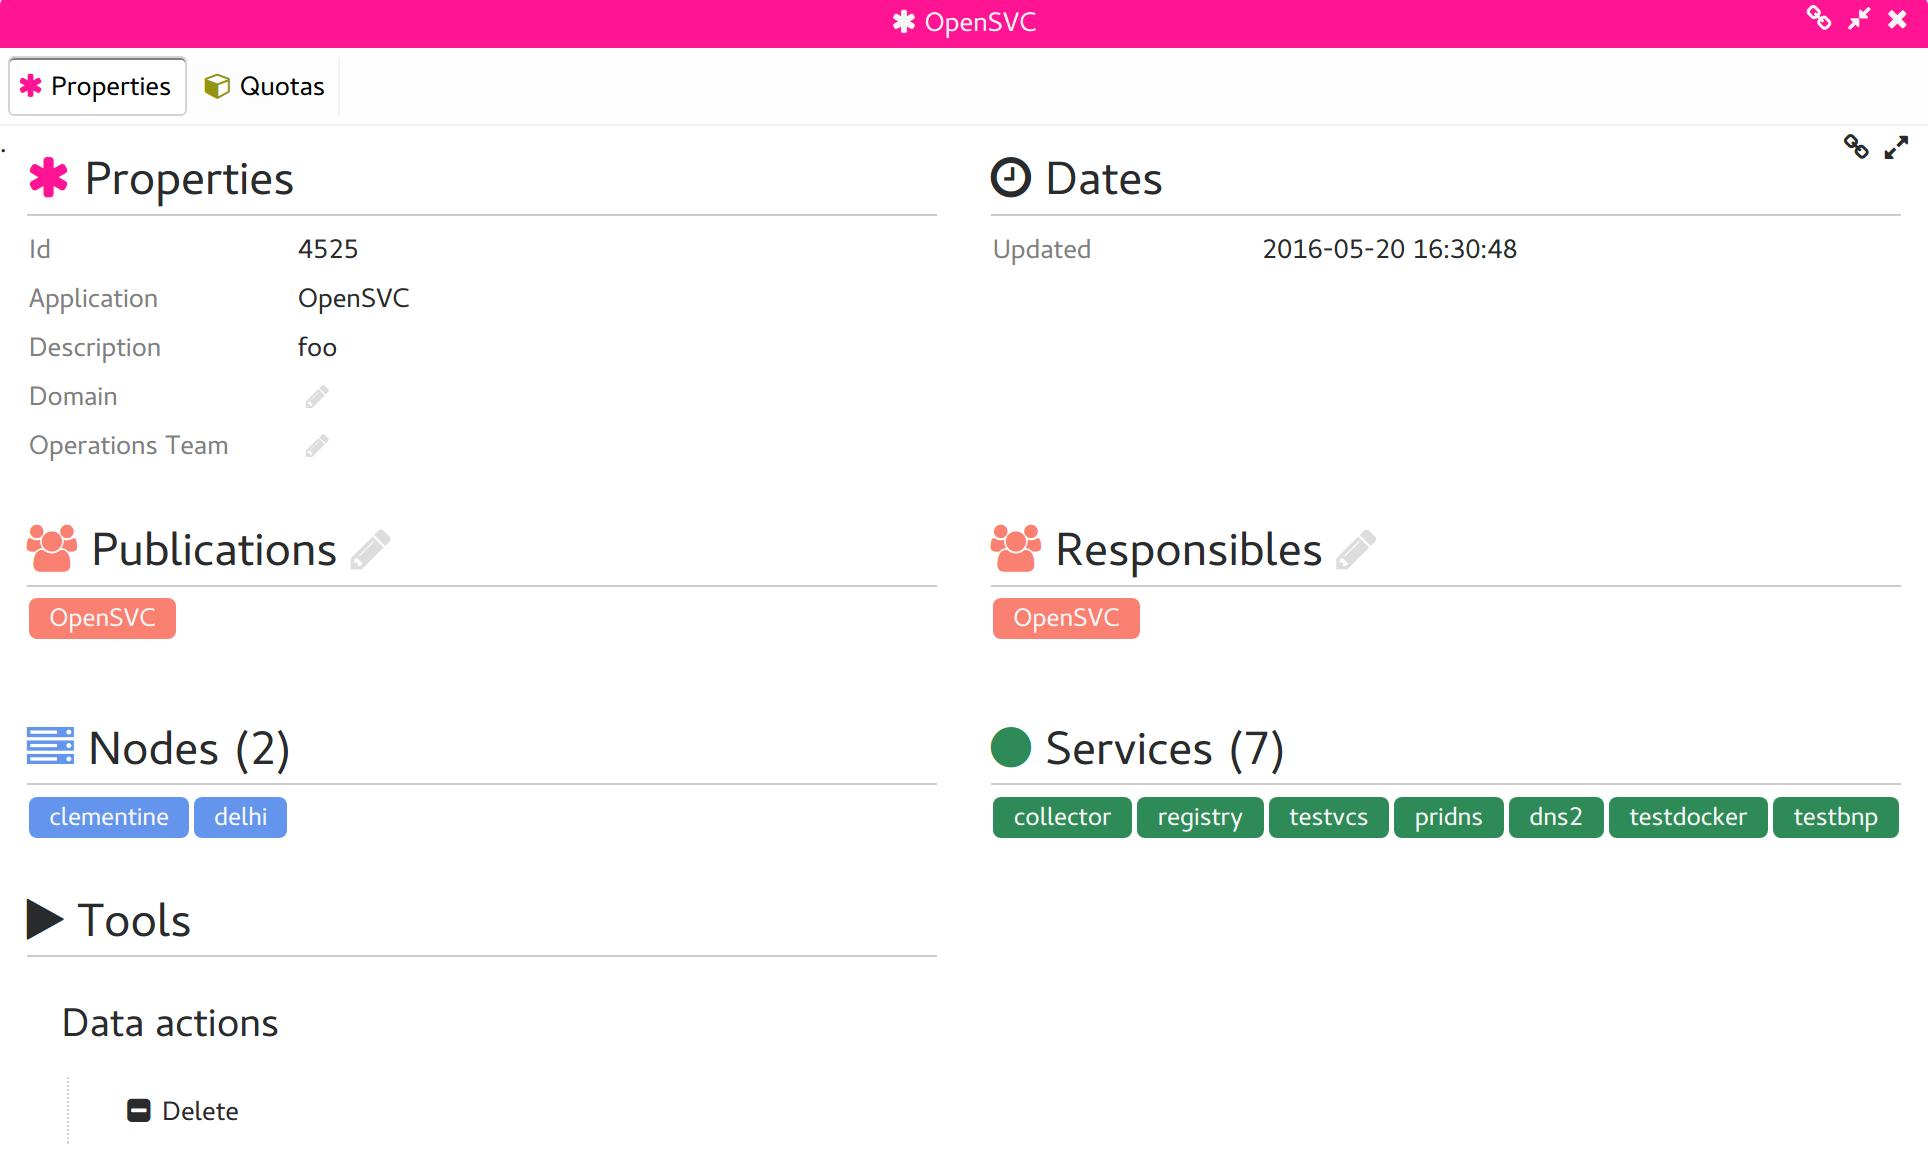 OpenSVC
Properties Quotas
Properties
Id 4525
Application OpenSVC
Description foo
Domain
Operations Team
Dates
Updated 2016-05-20 16:30:48
Publications
OpenSVC
Responsibles
OpenSVC
Nodes (2)
clementine delhi
Services (7)
collector registry testvcs pridns dns2 testdocker testbnp
Tools
Data actions
Delete